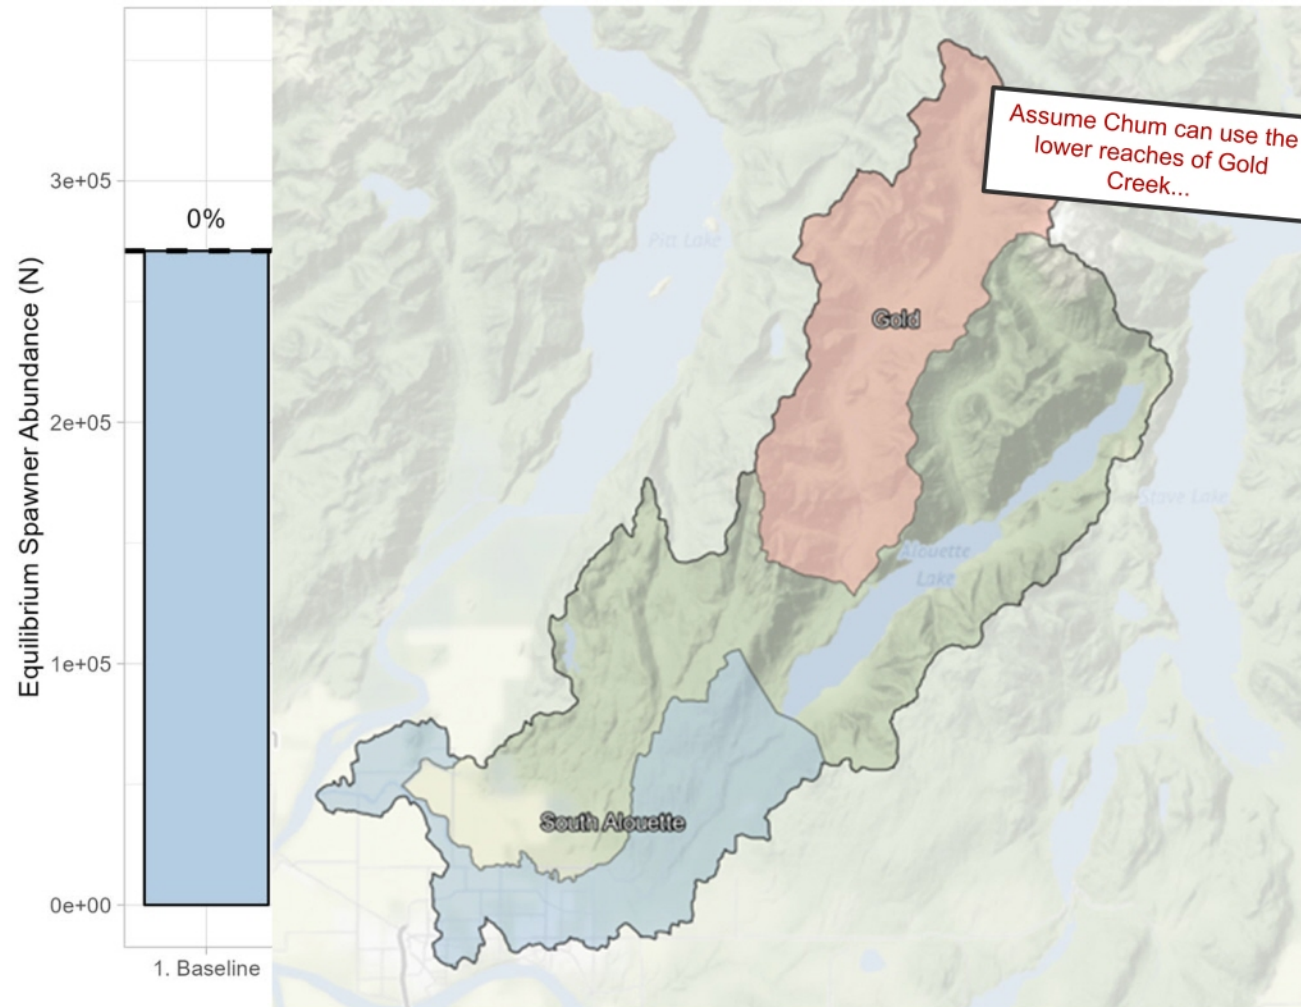 Equilibrium Spawner Abundance (N)
3e+05
2e+05
1e+05
0e+00
0%
1. Baseline
Assume Chum can use the
lower reaches of Gold
Creek...
Pitt Lake
Gold
Stave Lake
Alouette
Lake
South Alouette